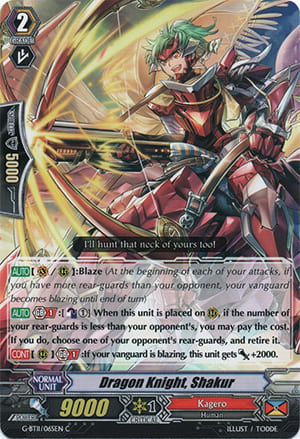 2
GRADE
5000
I'll hunt that neck of yours too!
AUTO [ / ]:Blaze (At the beginning of each of your attacks, if
you have more rear-guards than your opponent, your vanguard
becomes blazing until end of turn)
AUTO : [ (1)] When this unit is placed on , if the number of
your rear-guards is less than your opponent's, you may pay the cost.
If you do, choose one of your opponent's rear-guards, and retire it.
CONT [ ](1) :If your vanguard is blazing, this unit gets +2000.
NORMAL
UNIT
Dragon Knight, Shakur
POWER
9000
1
CRITICAL
Kagero
Human
G-BT11/065EN C
ILLUST / TODDE